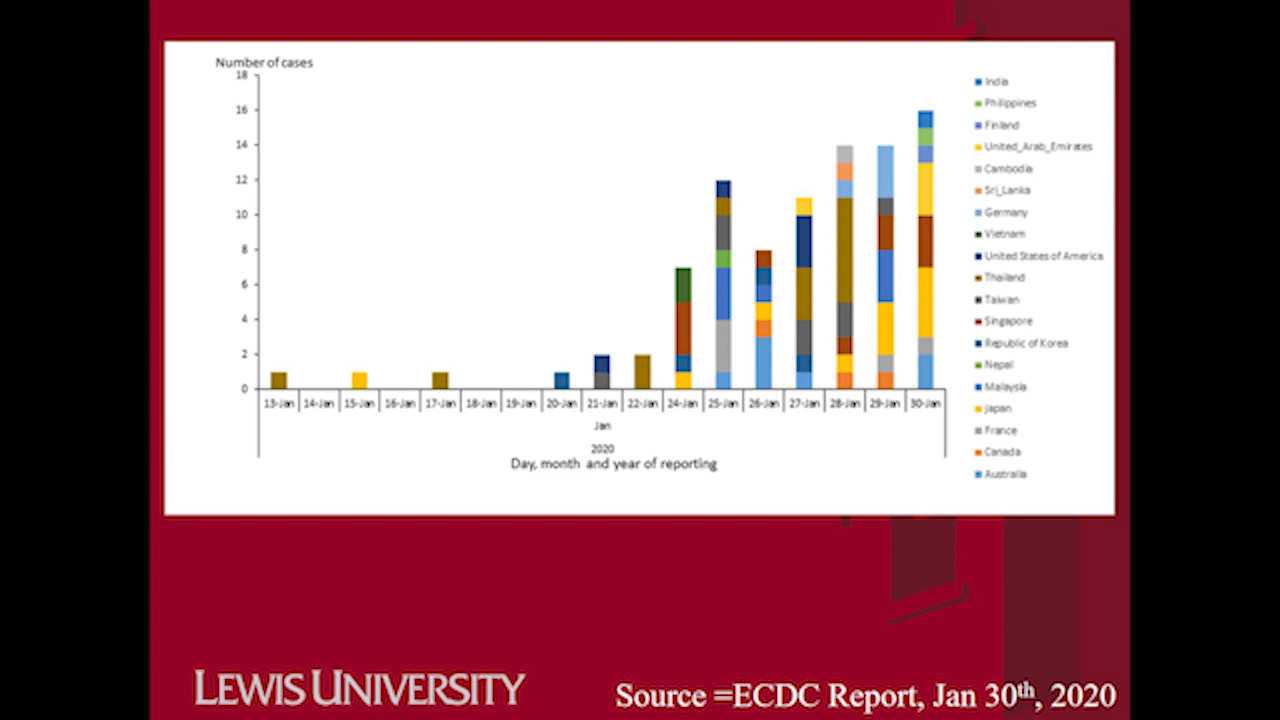 Number of cases
18
16
14
12
10
8
6
4
2
0
13-Jan 14-Jan 15-Jan 16-Jan 17-Jan 18-Jan 19-Jan 20-Jan 21-Jan 22-Jan 24-Jan 25-Jan 26-Jan 27-Jan 28-Jan 29-Jan 30-Jan
Jan
2020
Day, month and year of reporting
India
Philippines
Finland
United_Arab_Emirates
Cambodia
Sri_Lanka
Germany
Vietnam
United States of America
Thailand
Taiwan
Singapore
Republic of Korea
Nepal
Malaysia
Japan
France
Canada
Australia
LEWIS UNIVERSITY
Source =ECDC Report, Jan 30th, 2020